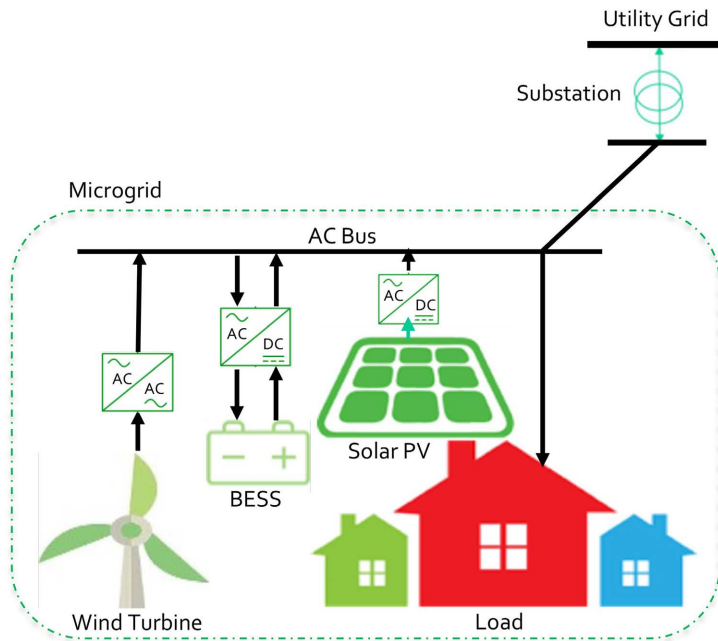 Utility Grid
Substation
Microgrid
AC Bus
AC
DC
AC
DC
AC
AC
Solar PV
BESS
Wind Turbine
Load